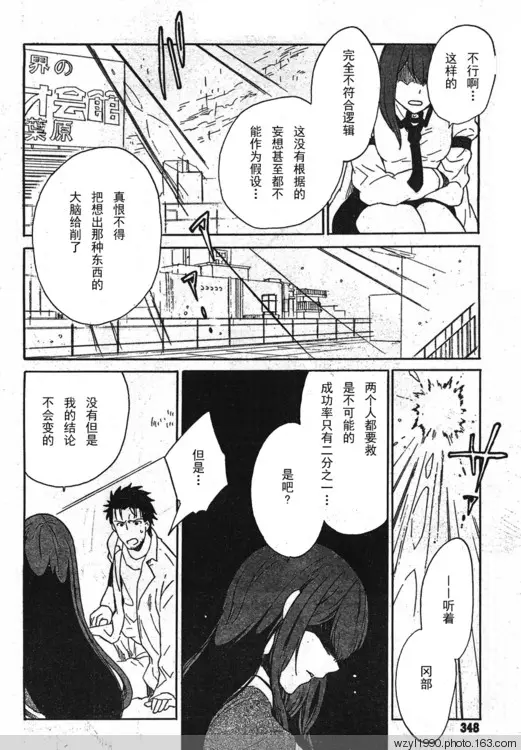 不行啊…
这样的
完全不符合逻辑
这没有根据的
妄想甚至都不
能作为假设…
真恨不得
把想出那种东西的
大脑给削了
界の
オ会館
葉原
——听着
冈部
两个人都要救
是不可能的
成功率只有二分之一…
是吧？
但是…
没有但是
我的结论
不会变的
348
wzyl1990.photo.163.com